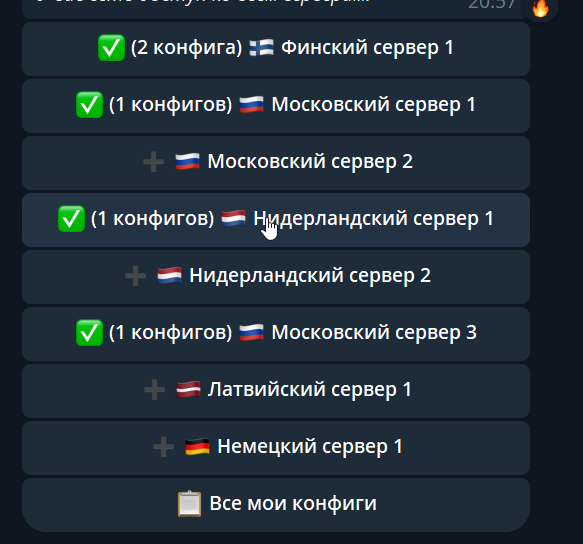 20:57
✅ (2 конфига) 🇫🇮 Финский сервер 1
✅ (1 конфигов) 🇷🇺 Московский сервер 1
➕ 🇷🇺 Московский сервер 2
✅ (1 конфигов) 🇳🇱 Нидерландский сервер 1
➕ 🇳🇱 Нидерландский сервер 2
✅ (1 конфигов) 🇷🇺 Московский сервер 3
➕ 🇱🇻 Латвийский сервер 1
➕ 🇩🇪 Немецкий сервер 1
📋 Все мои конфиги